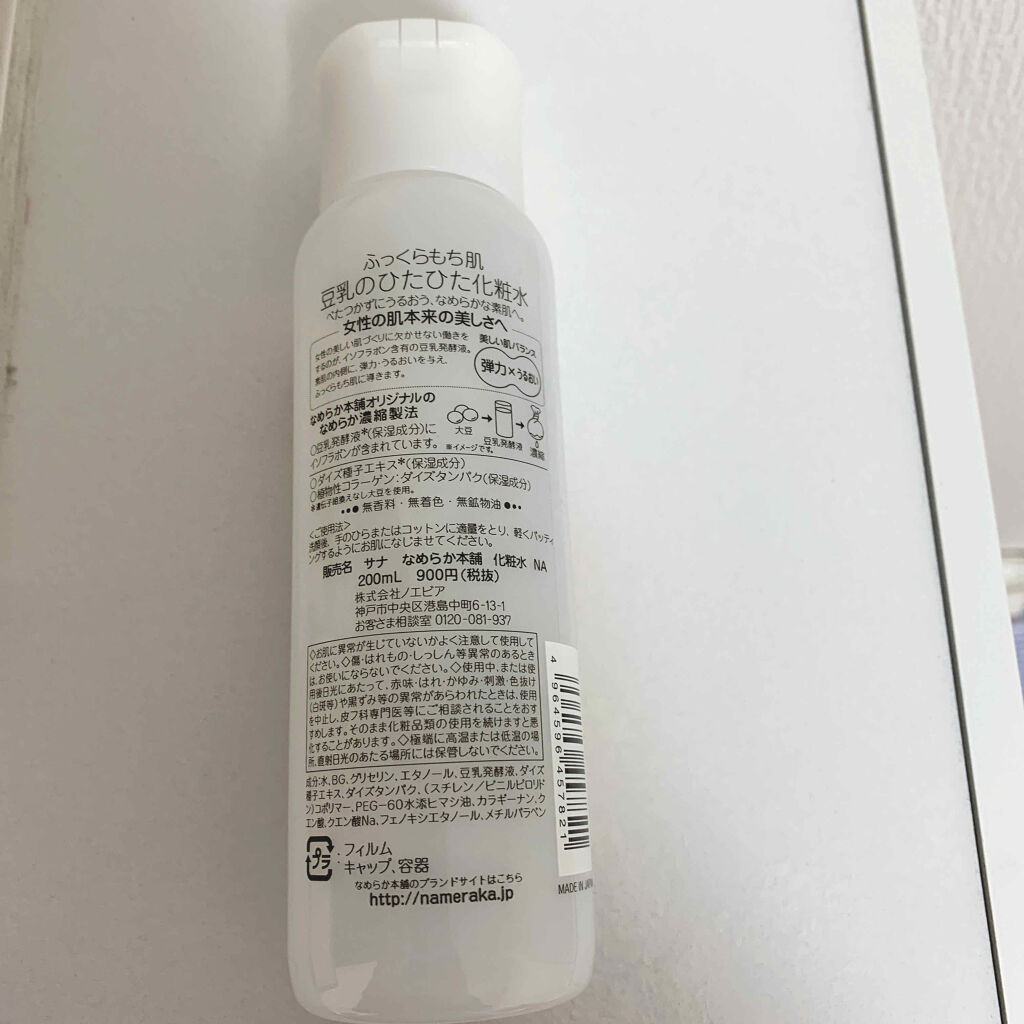 ふっくらもち肌
豆乳のひたひた化粧水
べたつかずにうるおう、なめらかな素肌へ。
女性の肌本来の美しさへ
女性の美しい肌づくりに欠かせない働きを
するのが、イソフラボン含有の豆乳発酵液。
素肌の内側に、弾力・うるおいを与え、
ふっくらもち肌に導きます。
美しい肌バランス
弾力×うるおい
なめらか本舗オリジナルの
なめらか濃縮製法
○豆乳発酵液*(保湿成分)に
イソフラボンが含まれています。
大豆
豆乳発酵液
濃縮
※イメージです。
○ダイズ種子エキス*(保湿成分)
○植物性コラーゲン:ダイズタンパク(保湿成分)
*遺伝子組換えなし大豆を使用。
••● 無香料・無着色・無鉱物油 ●••
<ご使用法>
洗顔後、手のひらまたはコットンに適量をとり、軽くパッティ
ングするようにお肌になじませてください。
販売名 サナ なめらか本舗 化粧水 NA
200mL 900円(税抜)
株式会社ノエビア
神戸市中央区港島中町6-13-1
お客さま相談室 0120-081-937
◇お肌に異常が生じていないかよく注意して使用して
ください。◇傷・はれもの・しっしん等異常のあるとき
は、お使いにならないでください。◇使用中、または使
用後日光にあたって、赤味・はれ・かゆみ・刺激・色抜け
(白斑等)や黒ずみ等の異常があらわれたときは、使用
を中止し、皮フ科専門医等にご相談されることをおす
すめします。そのまま化粧品類の使用を続けますと悪
化することがあります。◇極端に高温または低温の場
所、直射日光のあたる場所には保管しないでください。
成分:水、BG、グリセリン、エタノール、豆乳発酵液、ダイズ
種子エキス、ダイズタンパク、(スチレン/ビニルピロリド
ン)コポリマー、PEG-60水添ヒマシ油、カラギーナン、ク
エン酸、クエン酸Na、フェノキシエタノール、メチルパラベン
プラ
:フィルム
キャップ、容器
なめらか本舗のブランドサイトはこちら
http://nameraka.jp
4 964596 457821
MADE IN JAPAN